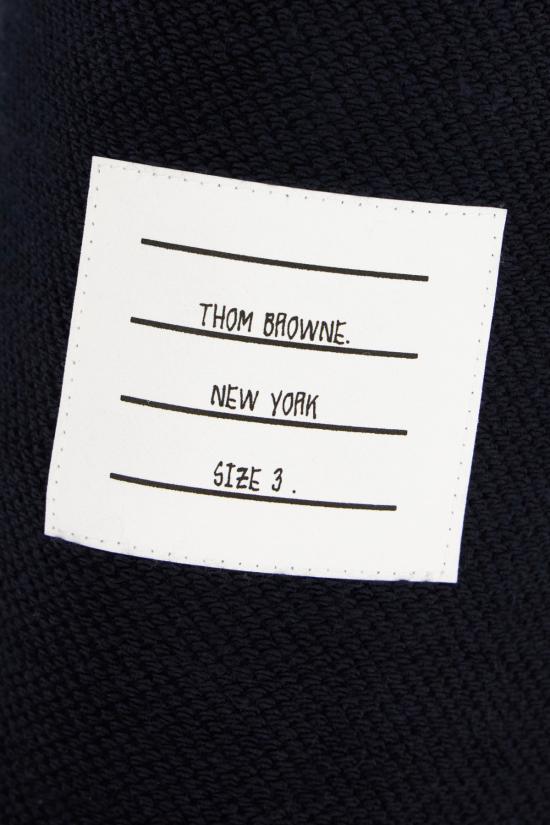 THOM BROWNE.
NEW YORK
SIZE 3 .